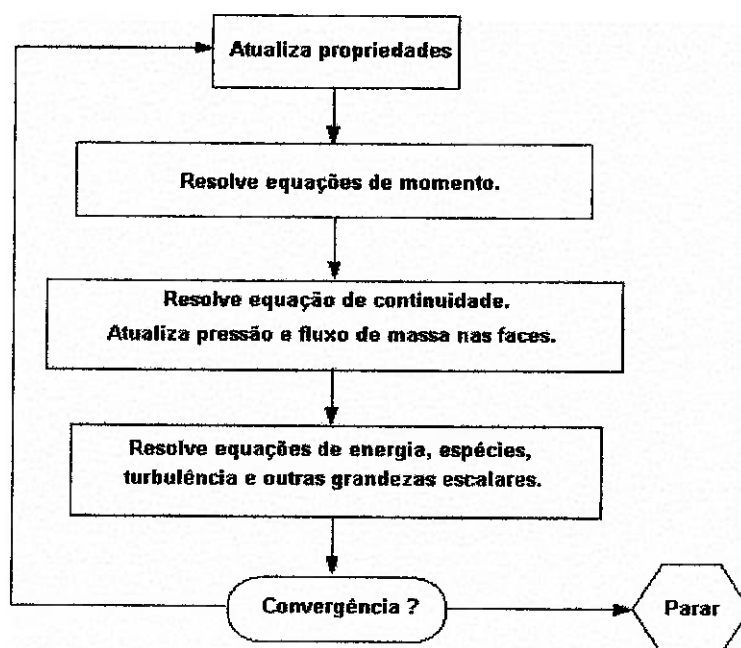 Atualiza propriedades
Resolve equações de momento.
Resolve equação de continuidade.
Atualiza pressão e fluxo de massa nas faces.
Resolve equações de energia, espécies,
turbulência e outras grandezas escalares.
Convergência ?
Parar